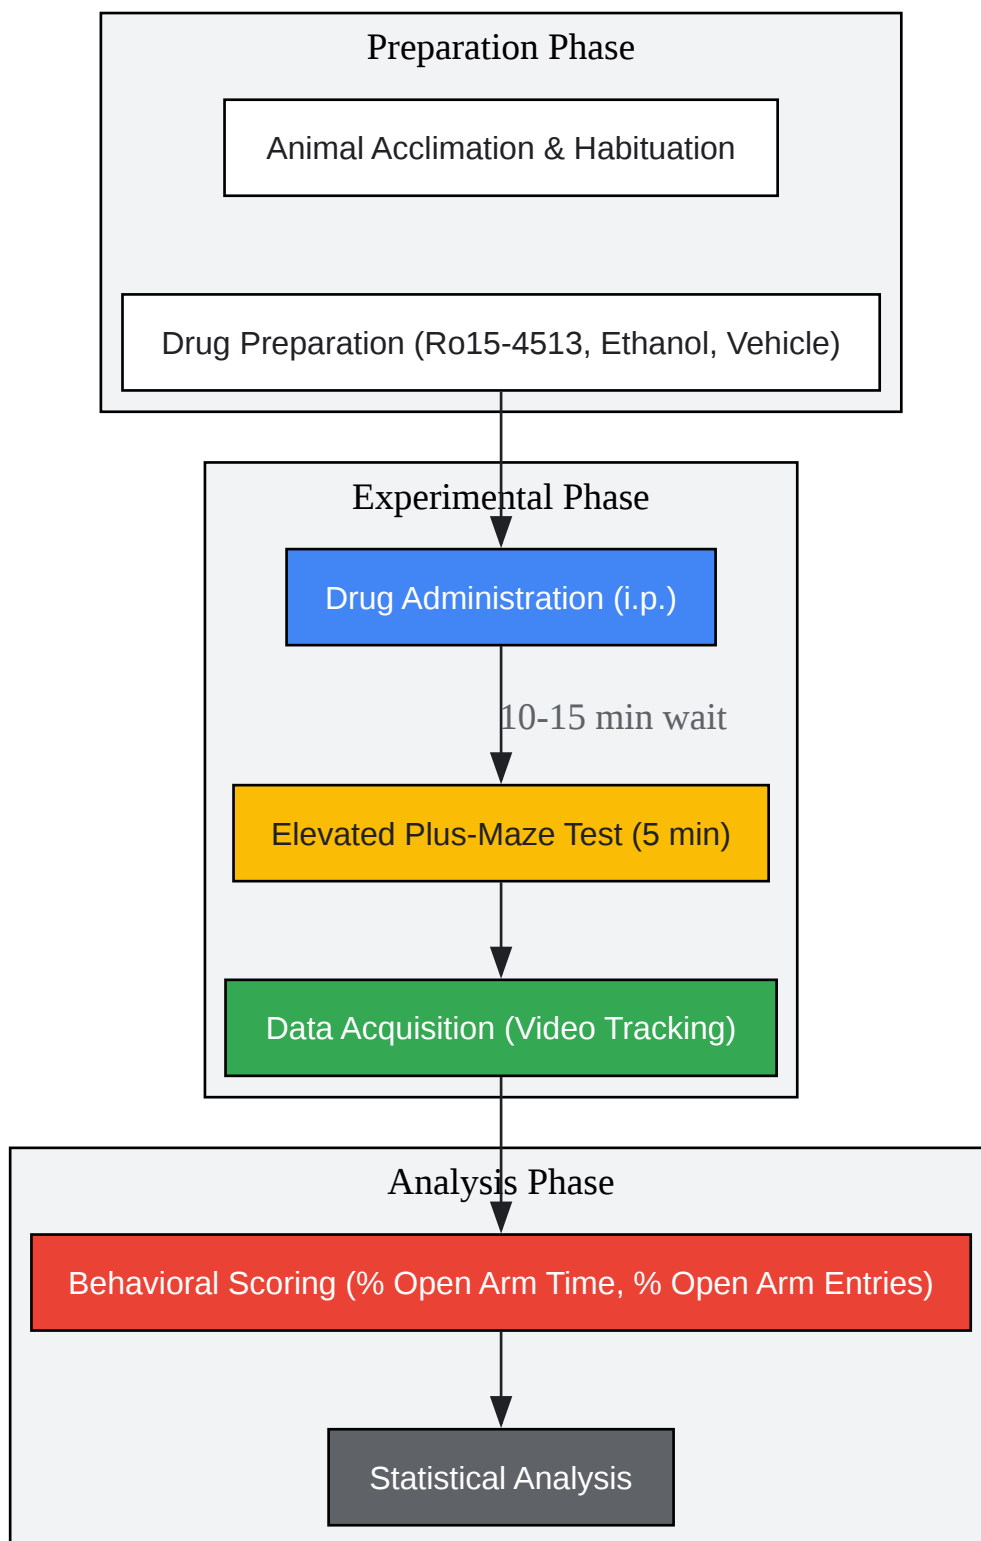 Preparation Phase
Animal Acclimation & Habituation
Drug Preparation (Ro15-4513, Ethanol, Vehicle)
Experimental Phase
Drug Administration (i.p.)
10-15 min wait
Elevated Plus-Maze Test (5 min)
Data Acquisition (Video Tracking)
Analysis Phase
Behavioral Scoring (% Open Arm Time, % Open Arm Entries)
Statistical Analysis